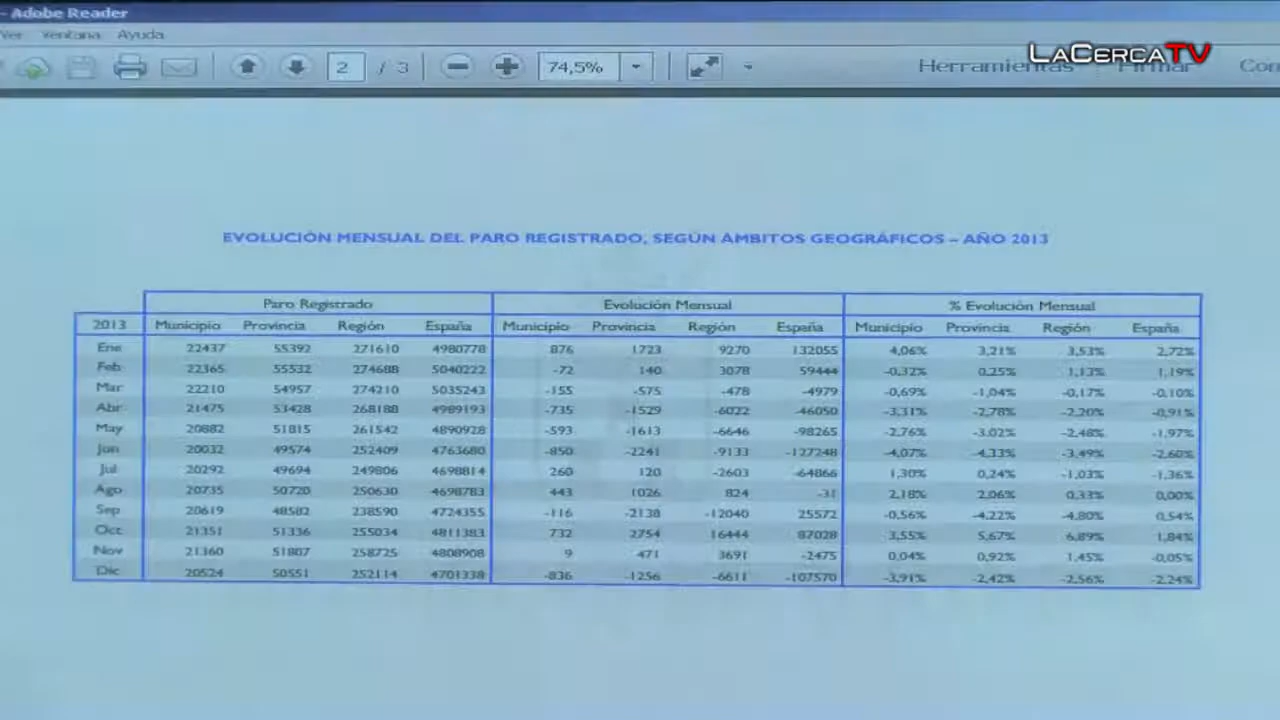 - Adobe Reader
Ver Ventana Ayuda
2 / 3 74,5% Herramientas Firmar
LACERCATV
EVOLUCIÓN MENSUAL DEL PARO REGISTRADO, SEGÚN ÁMBITOS GEOGRÁFICOS – AÑO 2013
Paro Registrado Evolución Mensual % Evolución Mensual
2013 Municipio Provincia Región España Municipio Provincia Región España Municipio Provincia Región España
Ene 22437 55392 271610 4980778 876 1723 9270 132055 4,06% 3,21% 3,53% 2,72%
Feb 22365 55532 274688 5040222 -72 140 3078 59444 -0,32% 0,25% 1,13% 1,19%
Mar 22210 54957 274210 5035243 -155 -575 -478 -4979 -0,69% -1,04% -0,17% -0,10%
Abr 21475 53428 268188 4989193 -735 -1529 -6022 -46050 -3,31% -2,78% -2,20% -0,91%
May 20882 51815 261542 4890928 -593 -1613 -6646 -98265 -2,76% -3,02% -2,48% -1,97%
Jun 20032 49574 252409 4763680 -850 -2241 -9133 -127248 -4,07% -4,33% -3,49% -2,60%
Jul 20292 49694 249806 4698814 260 120 -2603 -64866 1,30% 0,24% -1,03% -1,36%
Ago 20735 50720 250630 4698783 443 1026 824 -31 2,18% 2,06% 0,33% 0,00%
Sep 20619 48582 238590 4724355 -116 -2138 -12040 25572 -0,56% -4,22% -4,80% 0,54%
Oct 21351 51336 255034 4811383 732 2754 16444 87028 3,55% 5,67% 6,89% 1,84%
Nov 21360 51807 258725 4808908 9 471 3691 -2475 0,04% 0,92% 1,45% -0,05%
Dic 20524 50551 252114 4701338 -836 -1256 -6611 -107570 -3,91% -2,42% -2,56% -2,24%